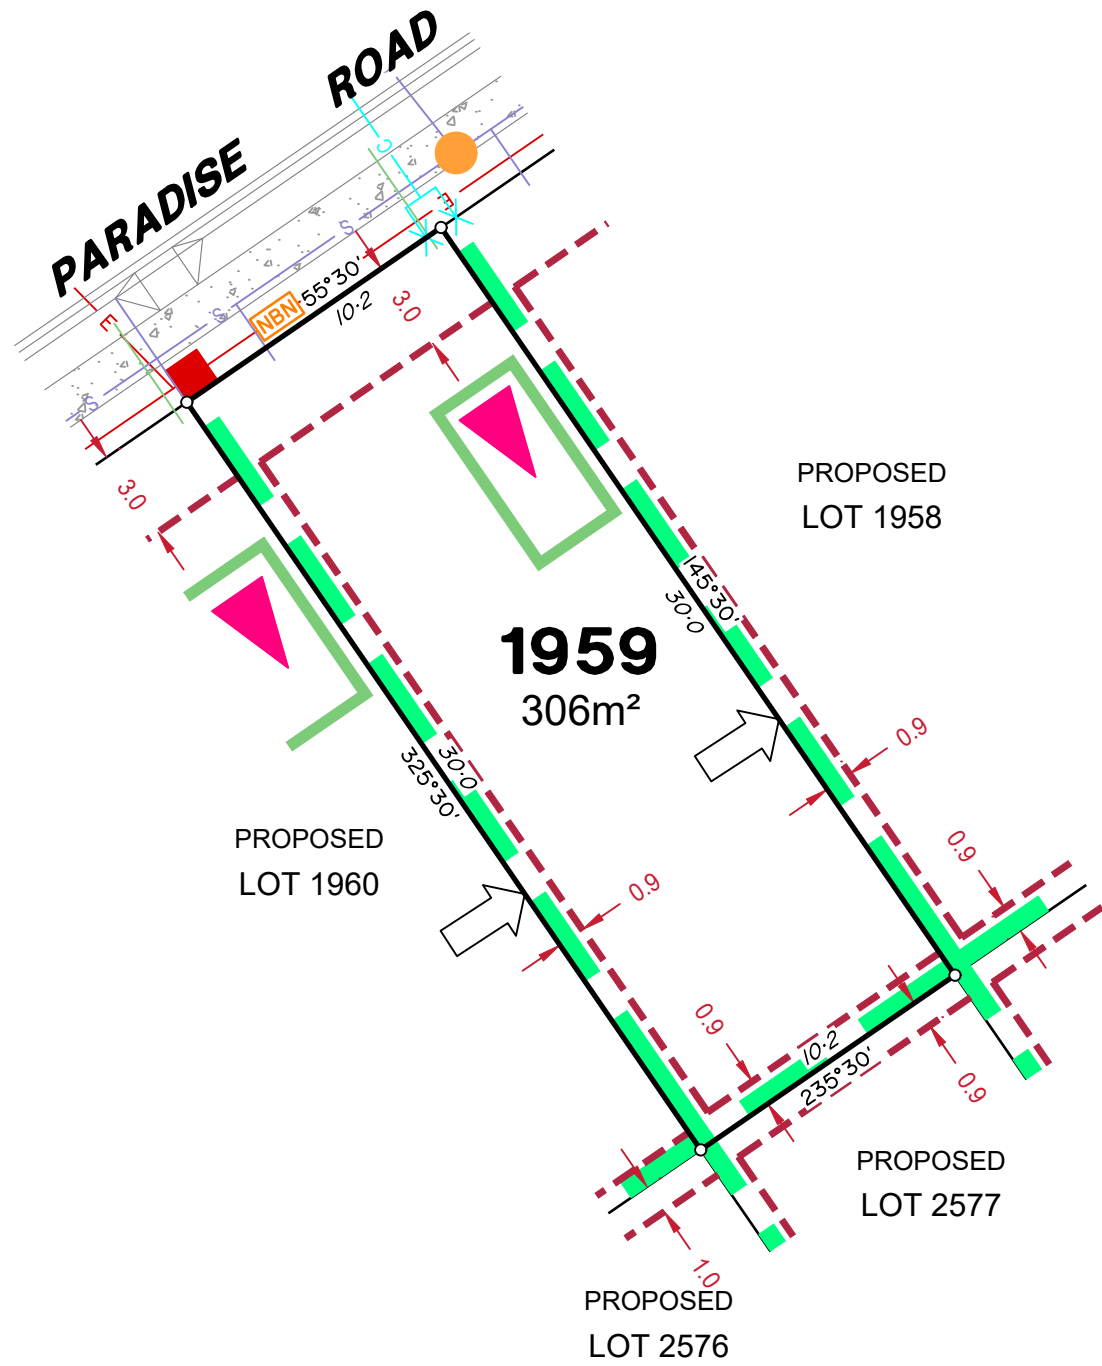 PARADISE ROAD
C
E
S
S
S
E
NBN
55°30'
10·2
3.0
3.0
PROPOSED
LOT 1958
145°30'
30·0
1959
306m²
30·0
325°30'
0.9
PROPOSED
LOT 1960
0.9
0.9
0.9
10·2
235°30'
0.9
PROPOSED
LOT 2577
1.0
PROPOSED
LOT 2576